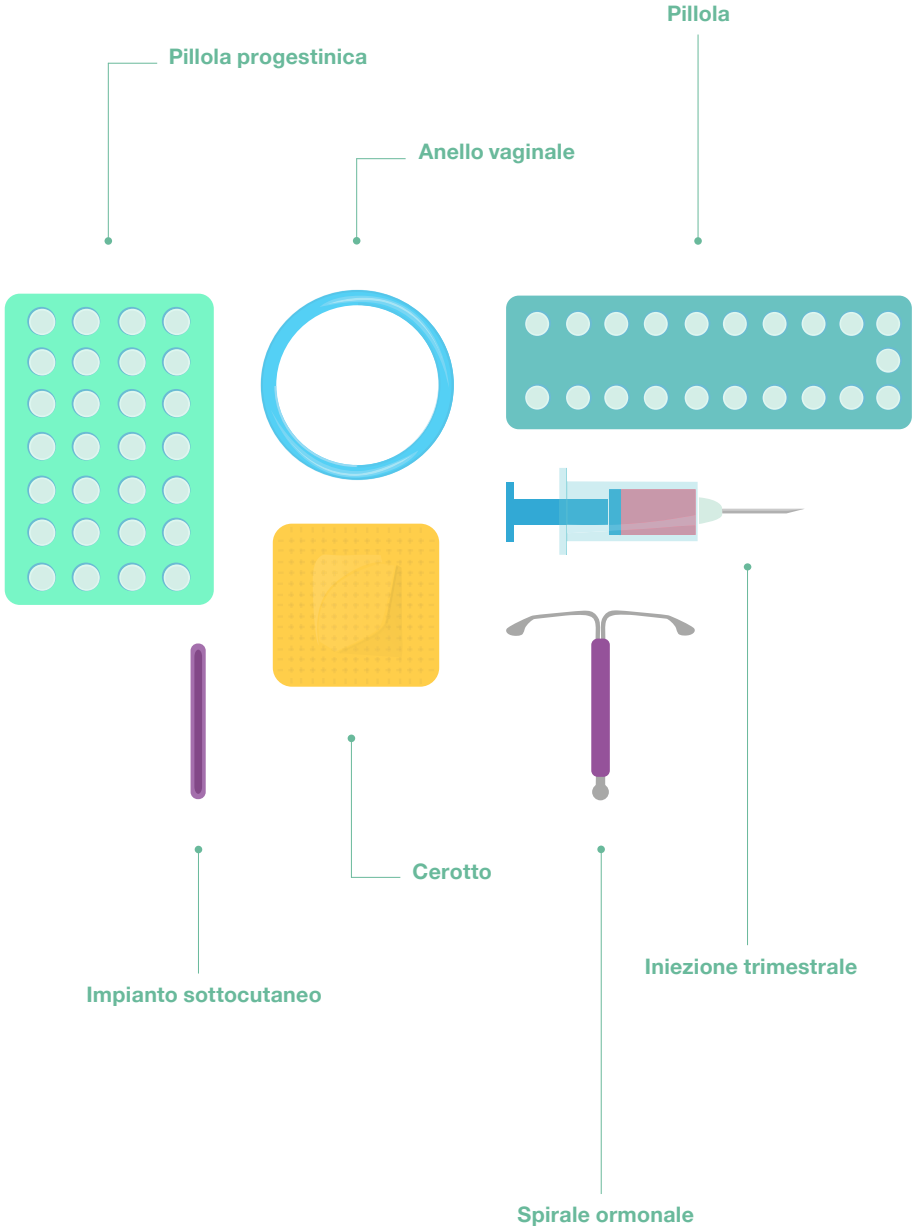 Pillola
Pillola progestinica
Anello vaginale
Cerotto
Iniezione trimestrale
Impianto sottocutaneo
Spirale ormonale